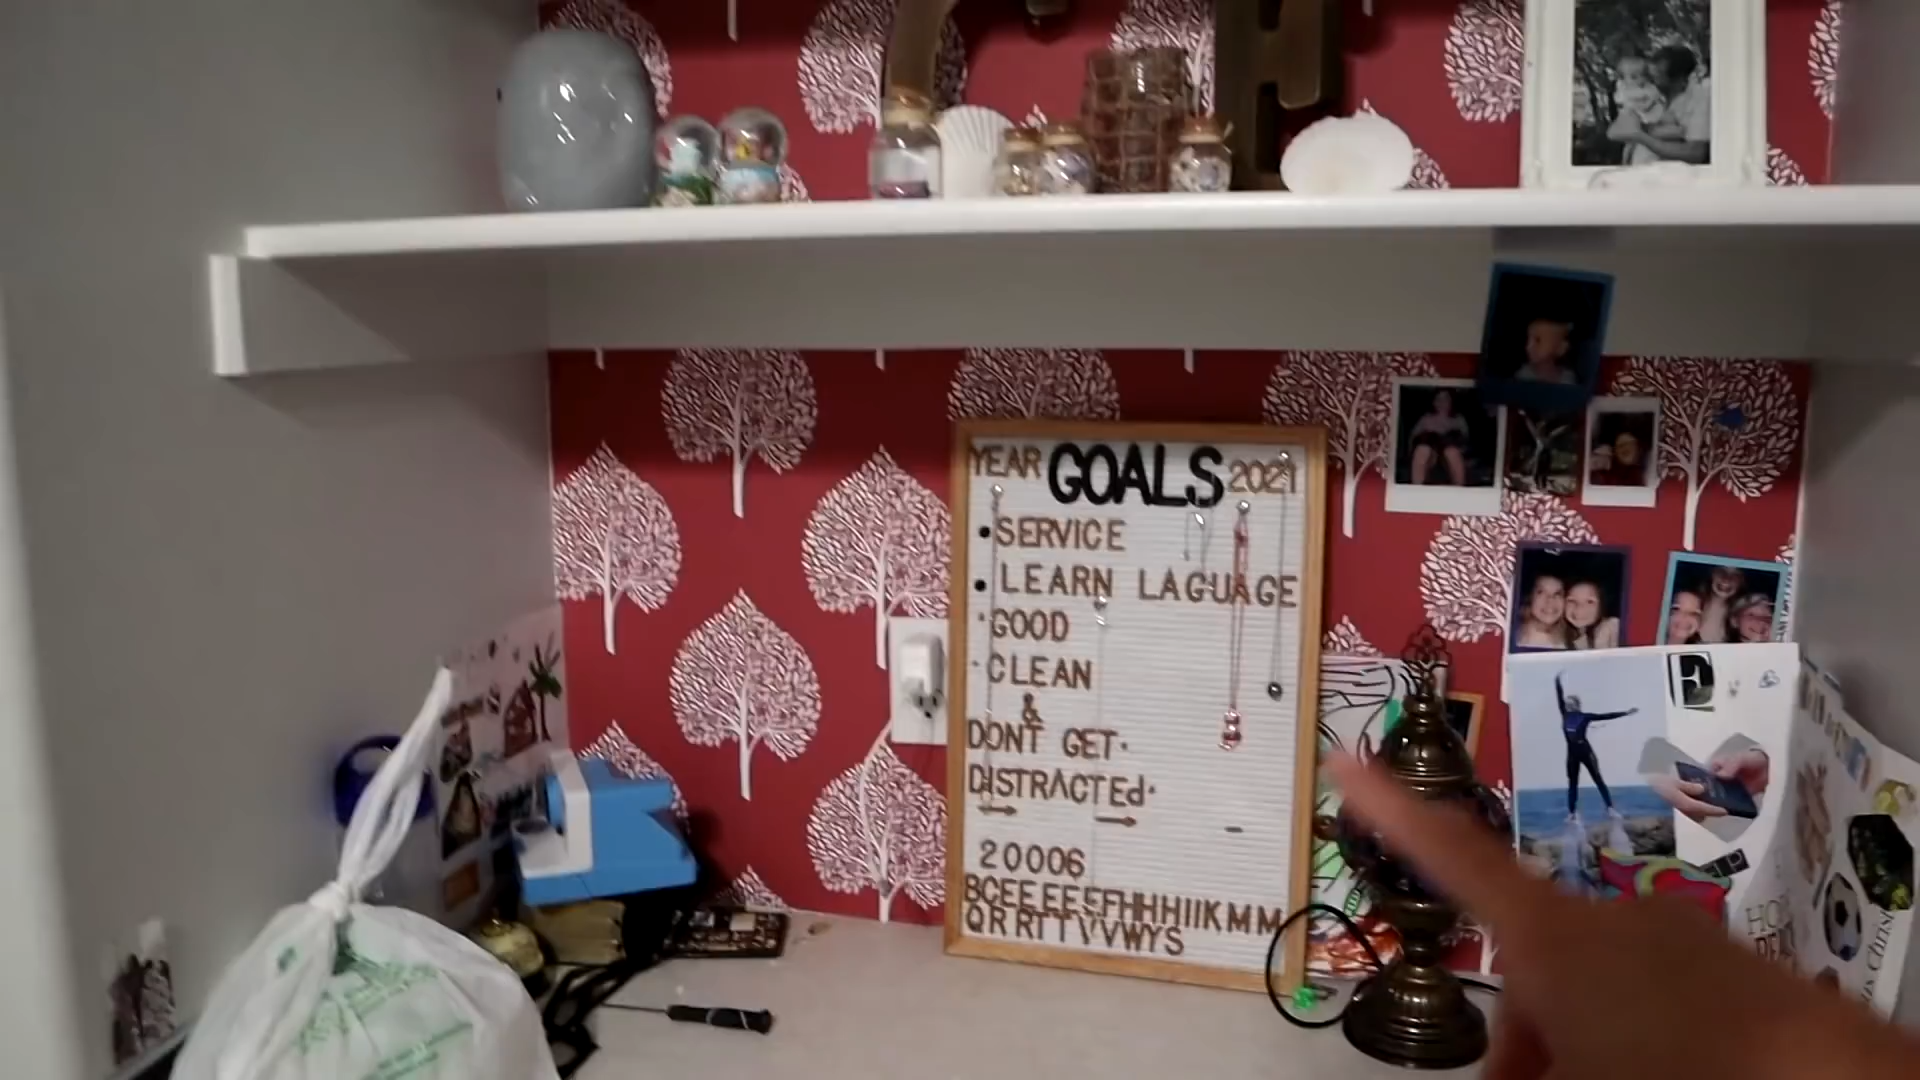 YEAR GOALS 2021
•SERVICE
• LEARN LAGUAGE
·GOOD
· CLEAN
&
DONT GET·
DISTRACTEd·
20006
BCEEEEEFHHHIIKMM
QRRTTVVWYS
H
E